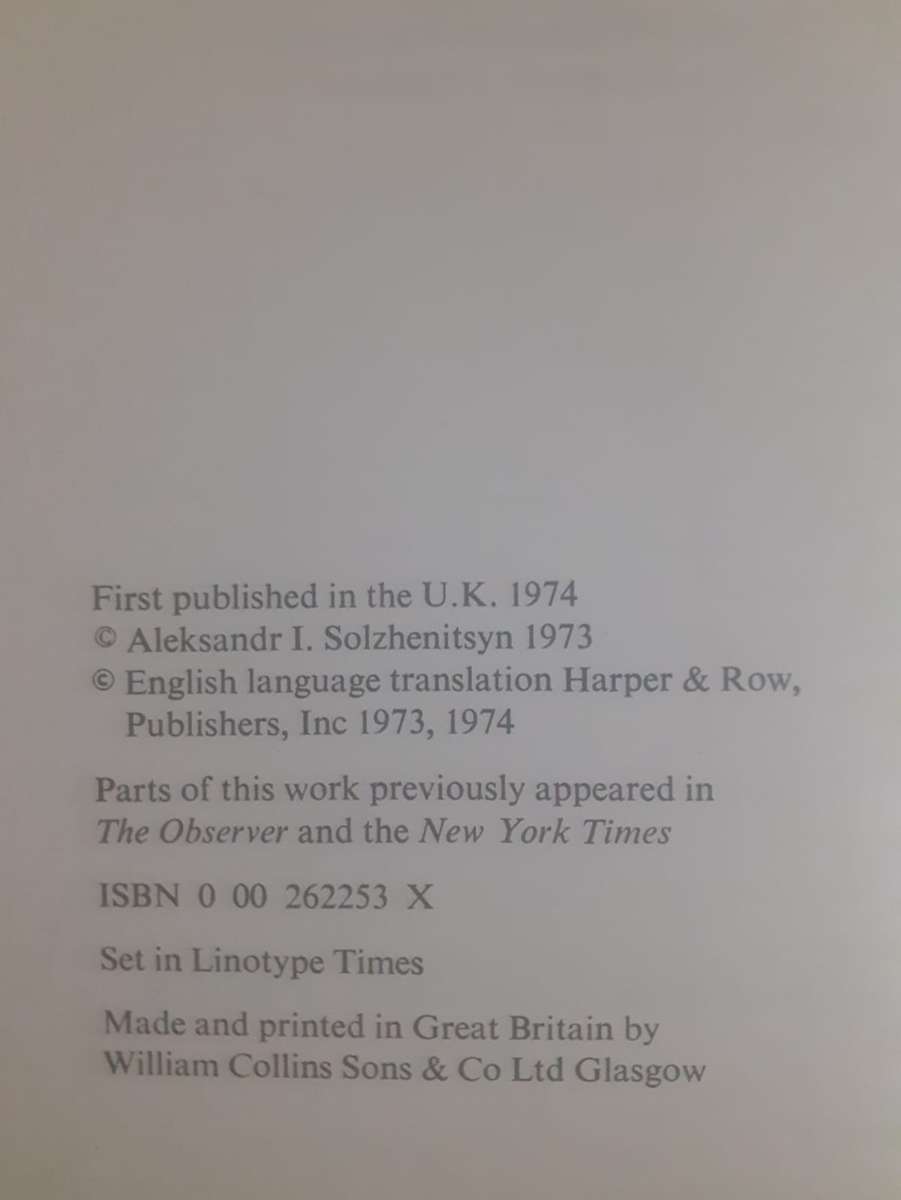 First published in the U.K. 1974
© Aleksandr I. Solzhenitsyn 1973
© English language translation Harper & Row,
Publishers, Inc 1973, 1974
Parts of this work previously appeared in
The Observer and the New York Times
ISBN 0 00 262253 X
Set in Linotype Times
Made and printed in Great Britain by
William Collins Sons & Co Ltd Glasgow